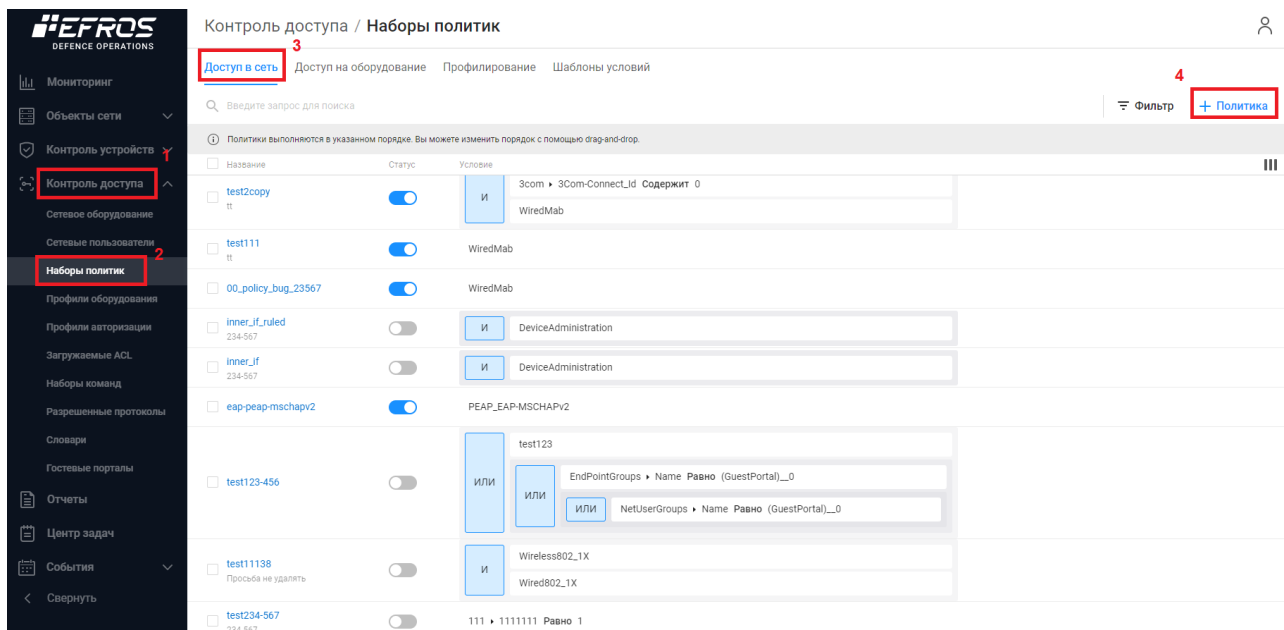 EFROS
DEFENCE OPERATIONS
Мониторинг
Объекты сети
Контроль устройств
1
Контроль доступа
Сетевое оборудование
Сетевые пользователи
2
Наборы политик
Профили оборудования
Профили авторизации
Загружаемые ACL
Наборы команд
Разрешенные протоколы
Словари
Гостевые порталы
Отчеты
Центр задач
События
Свернуть
Контроль доступа / Наборы политик
3
Доступ в сеть Доступ на оборудование Профилирование Шаблоны условий
4
Введите запрос для поиска Фильтр + Политика
Политики выполняются в указанном порядке. Вы можете изменить порядок с помощью drag-and-drop.
Название Статус Условие
test2copy
tt
И
3com ▸ 3Com-Connect_Id Содержит 0
WiredMab
test111
tt
WiredMab
00_policy_bug_23567 WiredMab
inner_if_ruled
234-567
И DeviceAdministration
inner_if
234-567
И DeviceAdministration
eap-peap-mschapv2 PEAP_EAP-MSCHAPv2
test123-456
ИЛИ
test123
ИЛИ
EndPointGroups ▸ Name Равно (GuestPortal)__0
ИЛИ NetUserGroups ▸ Name Равно (GuestPortal)__0
test11138
Просьба не удалять
И
Wireless802_1X
Wired802_1X
test234-567
234-567
111 ▸ 1111111 Равно 1